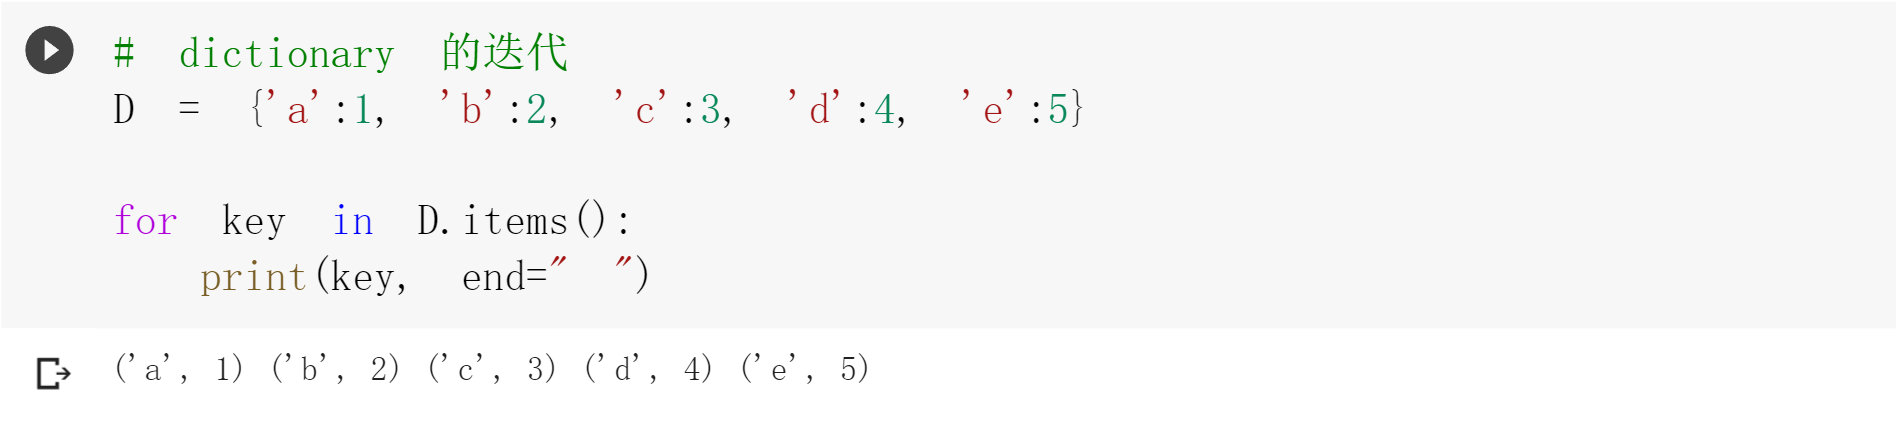 # dictionary 的迭代
D = {'a':1, 'b':2, 'c':3, 'd':4, 'e':5}
for key in D.items():
    print(key, end=" ")
('a', 1) ('b', 2) ('c', 3) ('d', 4) ('e', 5)